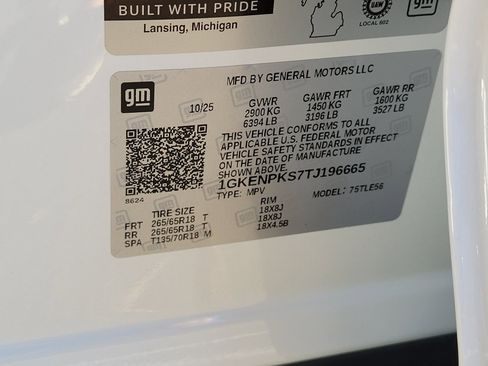 BUILT WITH PRIDE
Lansing, Michigan
UAW
LOCAL 602
gm
gm
MFD BY GENERAL MOTORS LLC
10/25 GVWR GAWR FRT GAWR RR
2900 KG 1450 KG 1600 KG
6394 LB 3196 LB 3527 LB
THIS VEHICLE CONFORMS TO ALL
APPLICABLE U.S. FEDERAL MOTOR
VEHICLE SAFETY STANDARDS IN EFFECT
ON THE DATE OF MANUFACTURE
SHOWN ABOVE.
1GKENPKS7TJ196665
TYPE: MPV MODEL: 75TLE56
8624
TIRE SIZE RIM
FRT 265/65R18 T 18X8J
RR 265/65R18 T 18X8J
SPA T135/70R18 M 18X4.5B